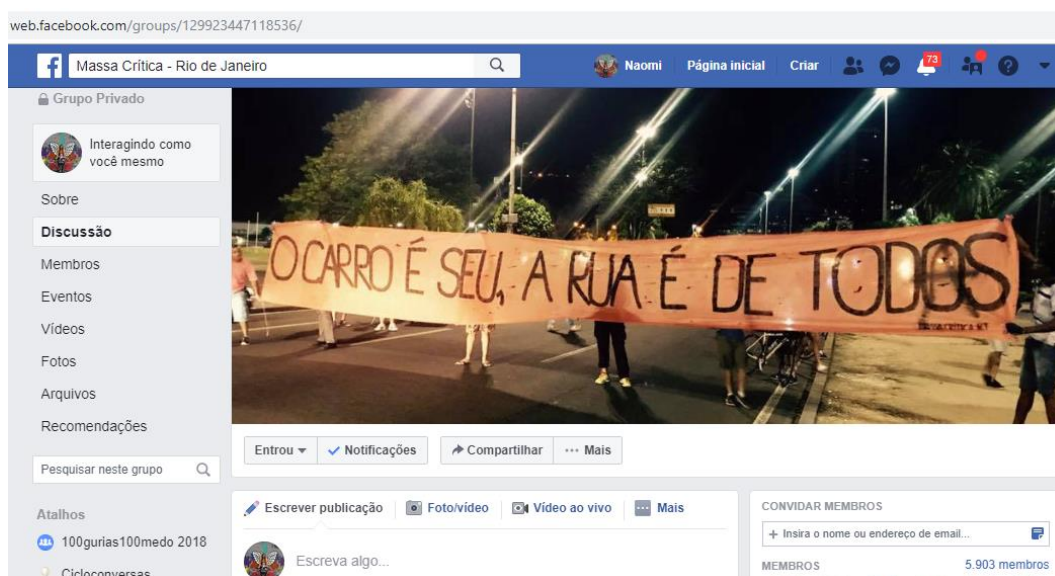 web.facebook.com/groups/129923447118536/
Massa Crítica - Rio de Janeiro
Naomi
Página inicial
Criar
73
Grupo Privado
Interagindo como
você mesmo
Sobre
Discussão
Membros
Eventos
Vídeos
Fotos
Arquivos
Recomendações
Pesquisar neste grupo
Atalhos
100gurias100medo 2018
Cicloconversas
O CARRO É SEU, A RUA É DE TODOS
Entrou
Notificações
Compartilhar
Mais
Escrever publicação
Foto/vídeo
Vídeo ao vivo
Mais
Escreva algo...
CONVIDAR MEMBROS
+ Insira o nome ou endereço de email...
MEMBROS
5.903 membros